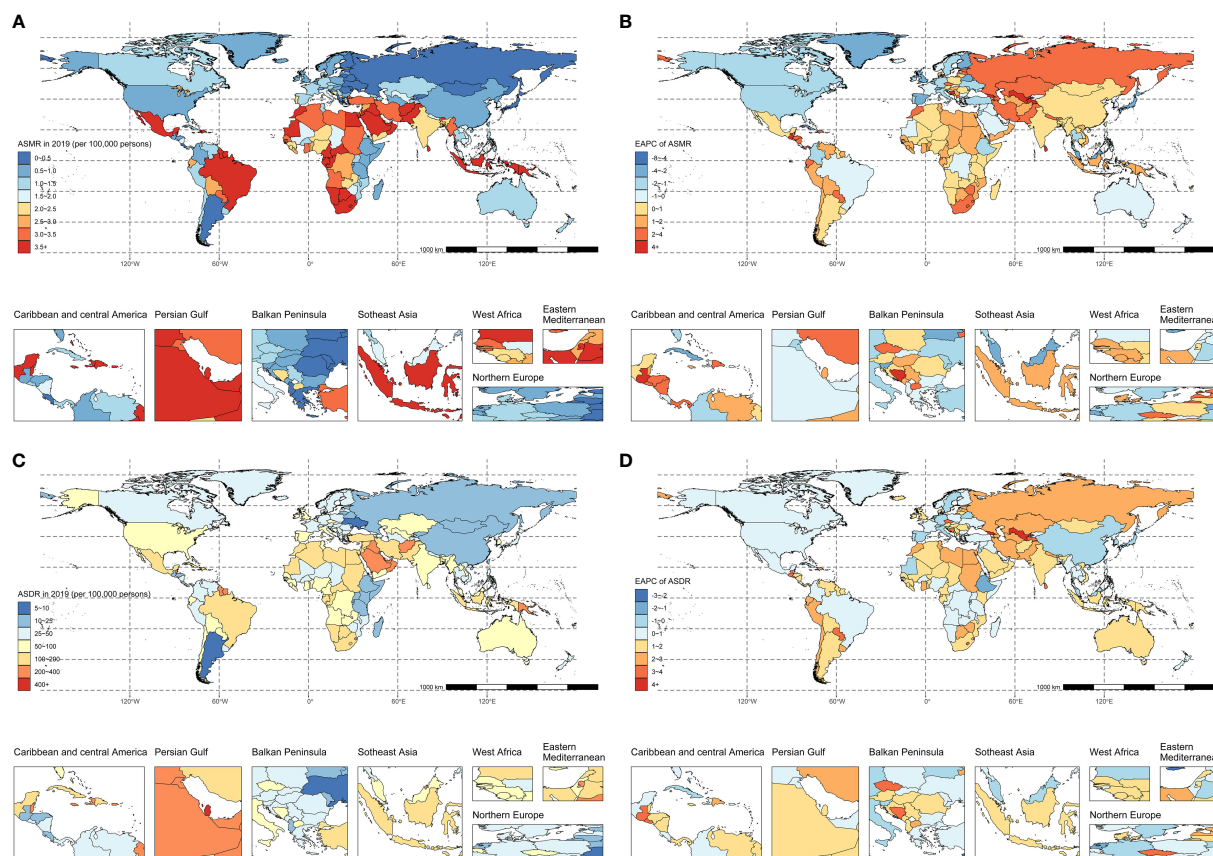 A
ASMR in 2019 (per 100,000 persons)
0~0.5
0.5~1.0
1.0~1.5
1.5~2.0
2.0~2.5
2.5~3.0
3.0~3.5
3.5+
1000 km
120°W
60°W
0°
60°E
120°E
Caribbean and central America
Persian Gulf
Balkan Peninsula
Sotheast Asia
West Africa
Eastern
Mediterranean
Northern Europe
B
EAPC of ASMR
-2~-1
-1~0
0~1
1~2
2~4
4+
1000 km
120°W
60°W
0°
60°E
120°E
Caribbean and central America
Persian Gulf
Balkan Peninsula
Sotheast Asia
West Africa
Eastern
Mediterranean
Northern Europe
C
ASDR in 2019 (per 100,000 persons)
5~10
10~25
25~50
50~100
100~200
200~400
400+
1000 km
120°W
60°W
0°
60°E
120°E
Caribbean and central America
Persian Gulf
Balkan Peninsula
Sotheast Asia
West Africa
Eastern
Mediterranean
Northern Europe
D
EAPC of ASDR
-3~-2
-2~-1
-1~0
0~1
1~2
2~3
3~4
4+
1000 km
120°W
60°W
0°
60°E
120°E
Caribbean and central America
Persian Gulf
Balkan Peninsula
Sotheast Asia
West Africa
Eastern
Mediterranean
Northern Europe